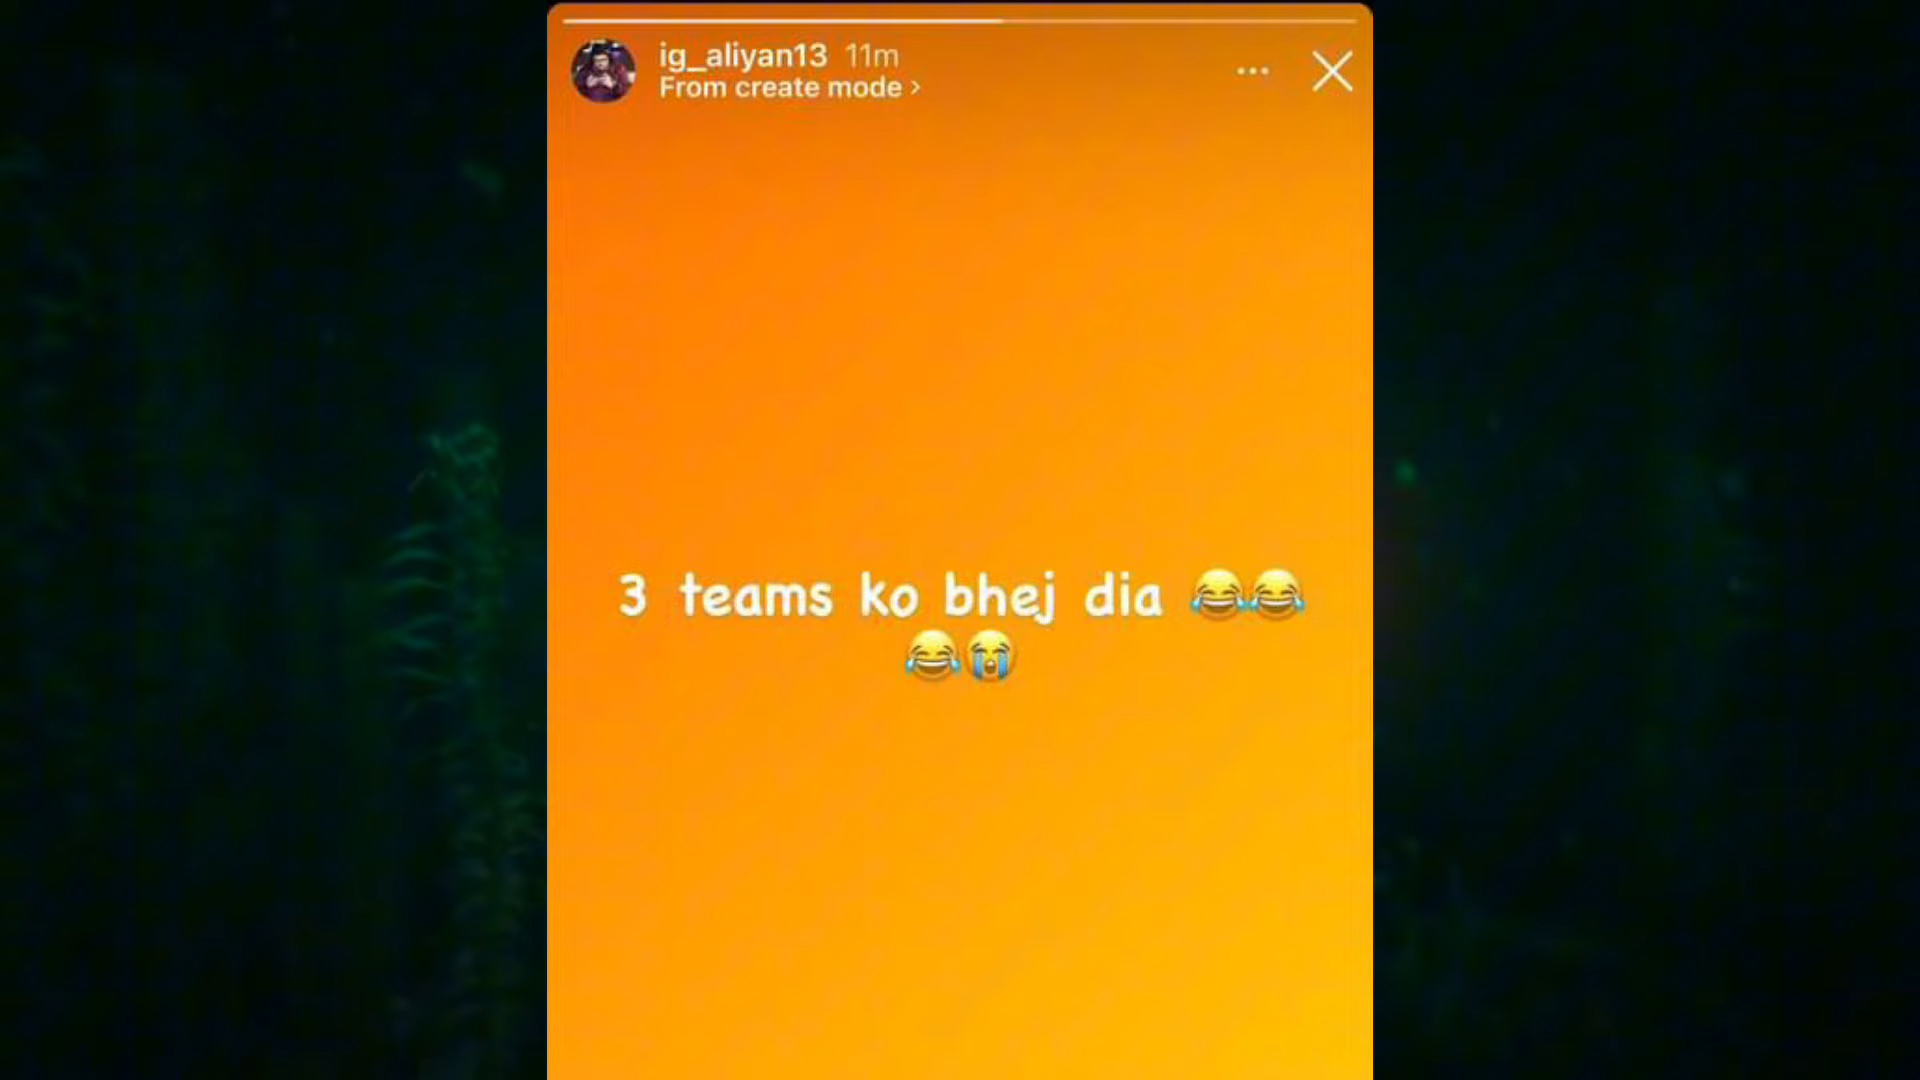 ig_aliyan13 11m
From create mode >
3 teams ko bhej dia 😂😂
😂😭